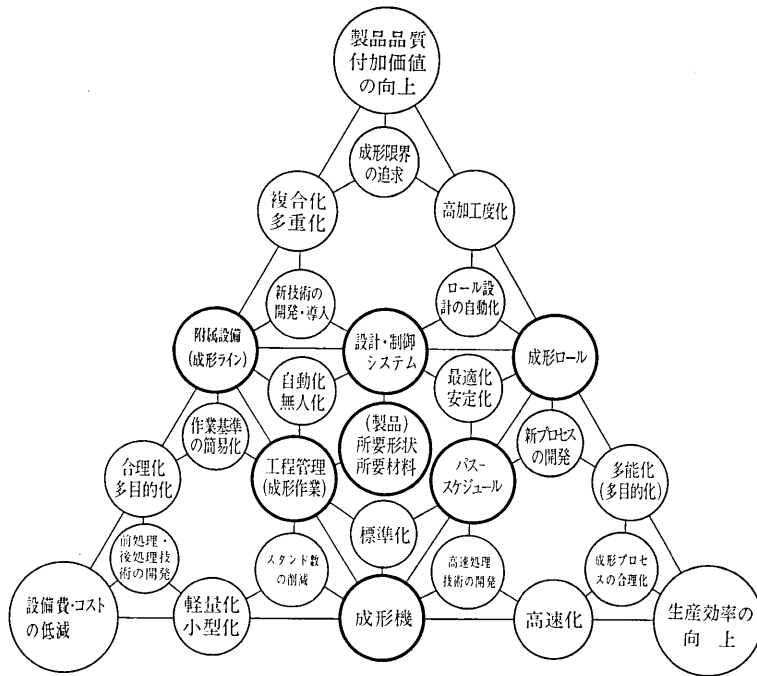 製品品質
付加価値
の向上
成形限界
の追求
複合化
多重化
高加工度化
新技術の
開発・導入
ロール設
計の自動化
附属設備
(成形ライン)
設計・制御
システム
成形ロール
自動化
無人化
最適化
安定化
作業基準
の簡易化
(製品)
所要形状
所要材料
新プロセス
の開発
合理化
多目的化
工程管理
(成形作業)
パス−
スケジュール
多能化
(多目的化)
標準化
前処理・
後処理技
術の開発
スタンド数
の削減
高速処理
技術の開発
成形プロセ
スの合理化
設備費・コスト
の低減
軽量化
小型化
成形機
高速化
生産効率の
向 上